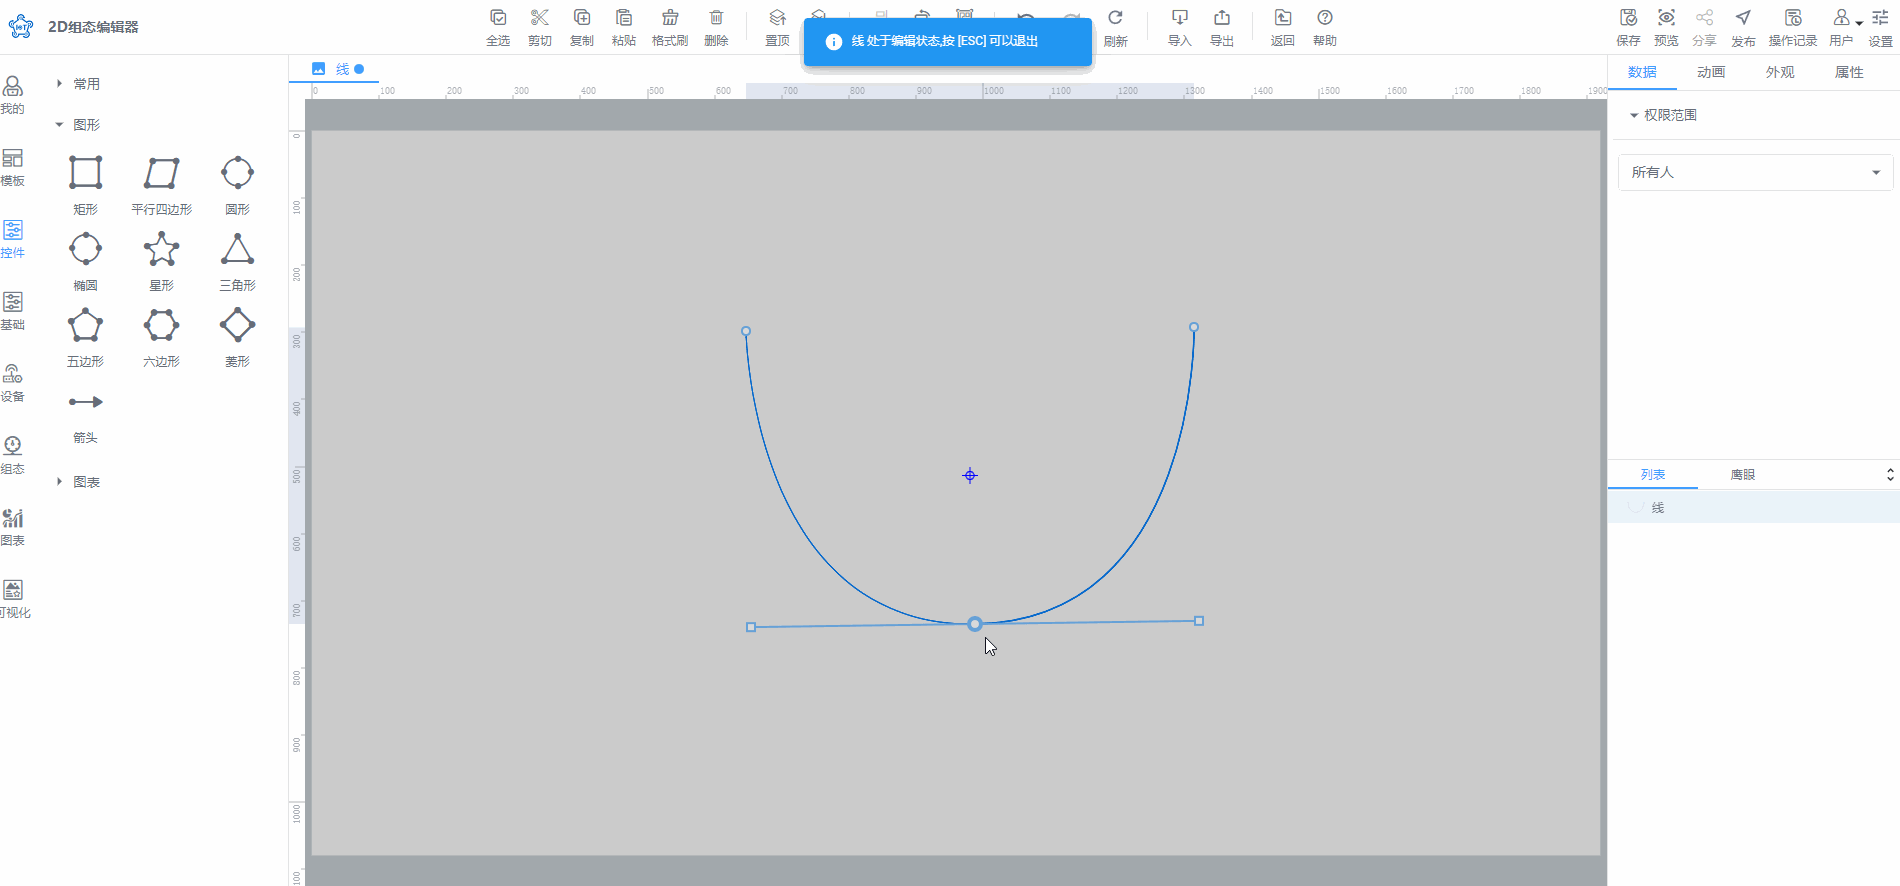 2D组态编辑器
全选 剪切 复制 粘贴 格式刷 删除 置顶 刷新 导入 导出 返回 帮助
线 处于编辑状态,按 [ESC] 可以退出
保存 预览 分享 发布 操作记录 用户 设置
我的
模板
控件
基础
设备
组态
图表
可视化
常用
图形
矩形 平行四边形 圆形
椭圆 星形 三角形
五边形 六边形 菱形
箭头
图表
线
0 100 200 300 400 500 600 700 800 900 1000 1100 1200 1300 1400 1500 1600 1700 1800 1900
0
100
200
300
400
500
600
700
800
900
1000
数据 动画 外观 属性
权限范围
所有人
列表 鹰眼
线